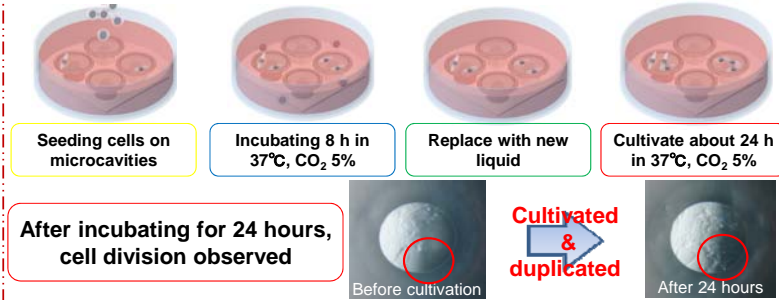 Seeding cells on
microcavities
Incubating 8 h in
37℃, CO2 5%
Replace with new
liquid
Cultivate about 24 h
in 37℃, CO2 5%
After incubating for 24 hours,
cell division observed
Before cultivation
Cultivated
&
duplicated
After 24 hours